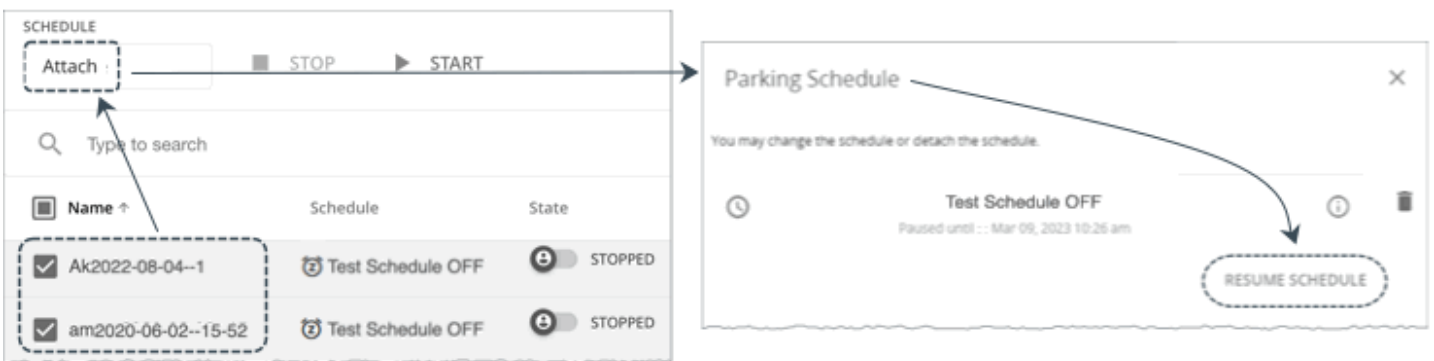 SCHEDULE
Attach
STOP
START
Type to search
Name ↑
Schedule
State
Ak2022-08-04--1
Test Schedule OFF
STOPPED
am2020-06-02--15-52
Test Schedule OFF
STOPPED
Parking Schedule
You may change the schedule or detach the schedule.
Test Schedule OFF
Paused until : : Mar 09, 2023 10:26 am
RESUME SCHEDULE